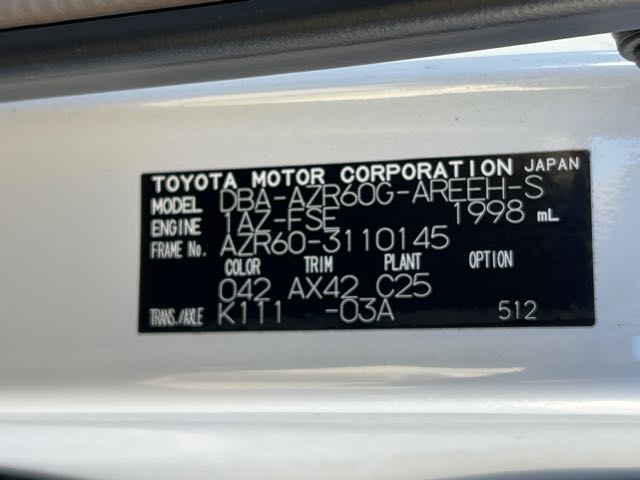 TOYOTA MOTOR CORPORATION JAPAN
MODEL DBA-AZR60G-AREEH-S
ENGINE 1AZ-FSE 1998 mL
FRAME No. AZR60-3110145
COLOR TRIM PLANT OPTION
042 AX42 C25
TRANS./AXLE K111 -03A 512